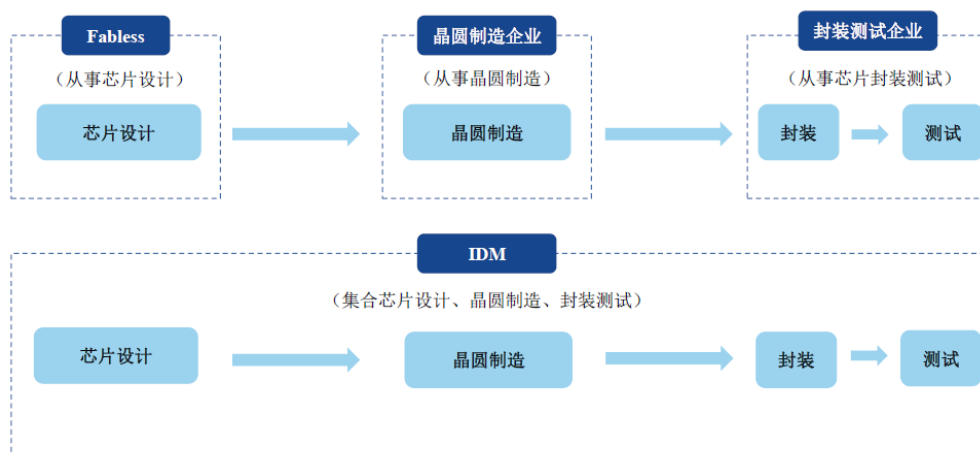 Fabless
晶圆制造企业
封装测试企业
（从事芯片设计）
（从事晶圆制造）
（从事芯片封装测试）
芯片设计
晶圆制造
封装
测试
IDM
（集合芯片设计、晶圆制造、封装测试）
芯片设计
晶圆制造
封装
测试